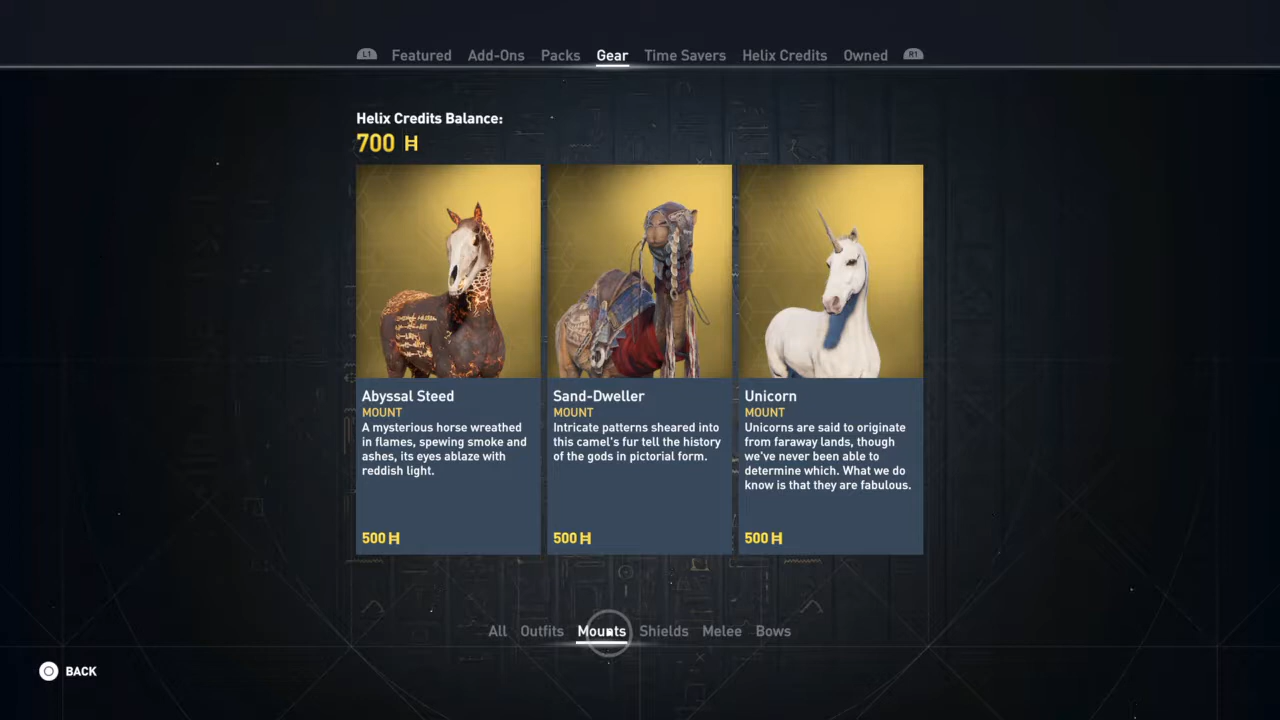 L1 Featured Add-Ons Packs Gear Time Savers Helix Credits Owned R1
Helix Credits Balance:
700
Abyssal Steed
MOUNT
A mysterious horse wreathed
in flames, spewing smoke and
ashes, its eyes ablaze with
reddish light.
500
Sand-Dweller
MOUNT
Intricate patterns sheared into
this camel's fur tell the history
of the gods in pictorial form.
500
Unicorn
MOUNT
Unicorns are said to originate
from faraway lands, though
we've never been able to
determine which. What we do
know is that they are fabulous.
500
All Outfits Mounts Shields Melee Bows
BACK